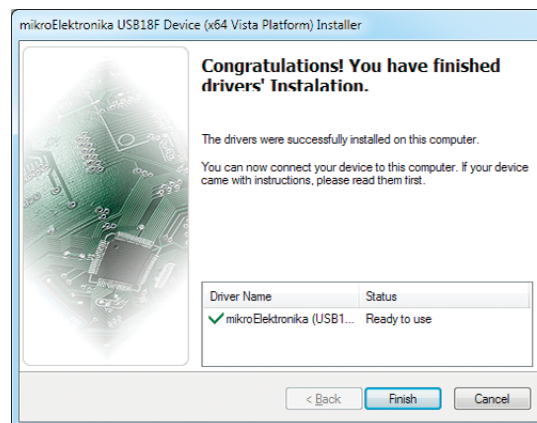 mikroElektronika USB18F Device (x64 Vista Platform) Installer
Congratulations! You have finished
drivers' Instalation.
The drivers were successfully installed on this computer.
You can now connect your device to this computer. If your device
came with instructions, please read them first.
Driver Name Status
mikroElektronika (USB1... Ready to use
< Back Finish Cancel